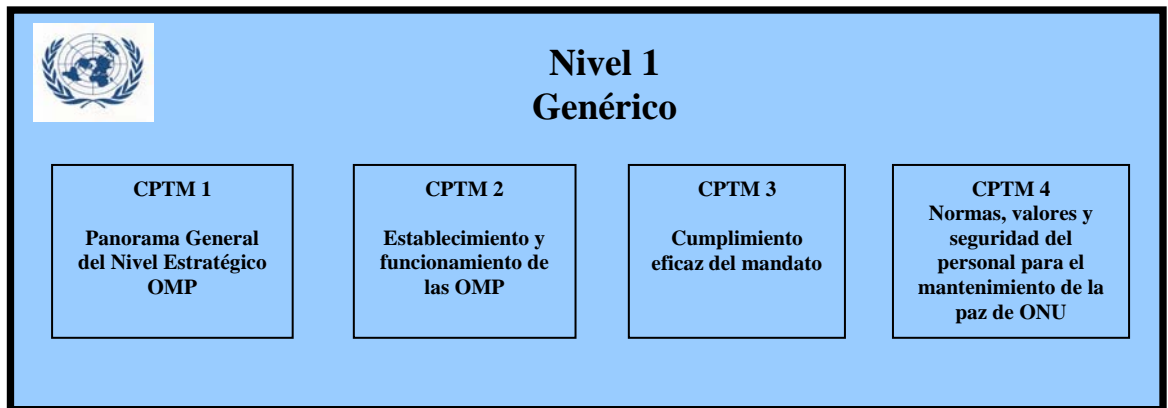 Nivel 1
Genérico
CPTM 1
Panorama General
del Nivel Estratégico
OMP
CPTM 2
Establecimiento y
funcionamiento de
las OMP
CPTM 3
Cumplimiento
eficaz del mandato
CPTM 4
Normas, valores y
seguridad del
personal para el
mantenimiento de la
paz de ONU